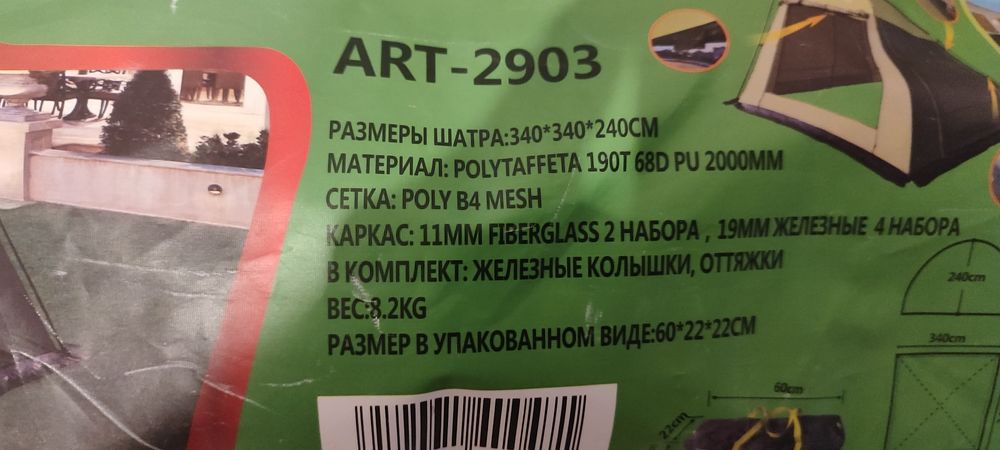 ART-2903
РАЗМЕРЫ ШАТРА:340*340*240СМ
МАТЕРИАЛ: POLYTAFFETA 190T 68D PU 2000MM
СЕТКА: POLY B4 MESH
КАРКАС: 11MM FIBERGLASS 2 НАБОРА , 19MM ЖЕЛЕЗНЫЕ 4 НАБОРА
В КОМПЛЕКТ: ЖЕЛЕЗНЫЕ КОЛЫШКИ, ОТТЯЖКИ
ВЕС:8.2KG
РАЗМЕР В УПАКОВАННОМ ВИДЕ:60*22*22СМ
240cm
340cm
60cm
22cm